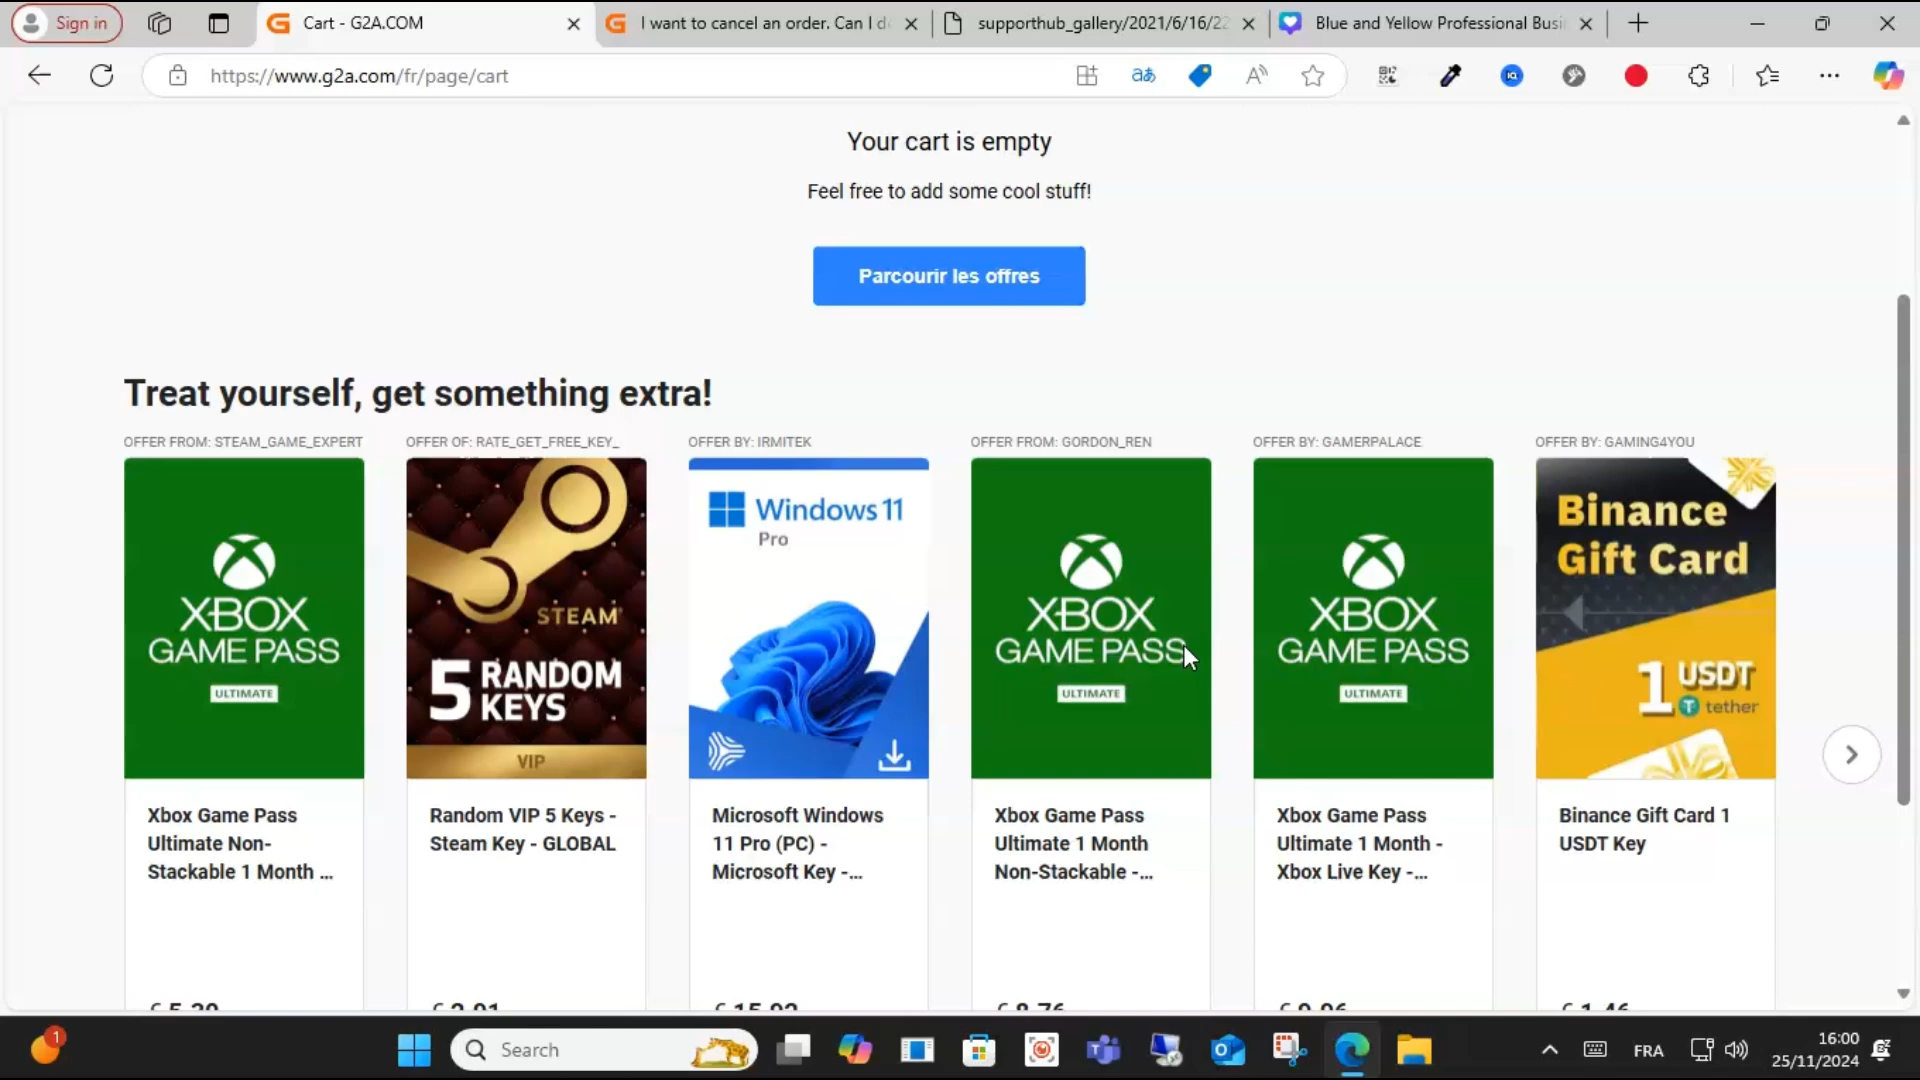 Sign in
Cart - G2A.COM
I want to cancel an order. Can I d
supporthub_gallery/2021/6/16/22
Blue and Yellow Professional Busi
https://www.g2a.com/fr/page/cart
Your cart is empty
Feel free to add some cool stuff!
Parcourir les offres
Treat yourself, get something extra!
OFFER FROM: STEAM_GAME_EXPERT
OFFER OF: RATE_GET_FREE_KEY_
OFFER BY: IRMITEK
OFFER FROM: GORDON_REN
OFFER BY: GAMERPALACE
OFFER BY: GAMING4YOU
XBOX
GAME PASS
ULTIMATE
STEAM
5 RANDOM
KEYS
VIP
Windows 11
Pro
XBOX
GAME PASS
ULTIMATE
XBOX
GAME PASS
ULTIMATE
Binance
Gift Card
1 USDT
tether
Xbox Game Pass
Ultimate Non-
Stackable 1 Month ...
Random VIP 5 Keys -
Steam Key - GLOBAL
Microsoft Windows
11 Pro (PC) -
Microsoft Key -...
Xbox Game Pass
Ultimate 1 Month
Non-Stackable -...
Xbox Game Pass
Ultimate 1 Month -
Xbox Live Key -...
Binance Gift Card 1
USDT Key
1
Search
FRA
16:00
25/11/2024